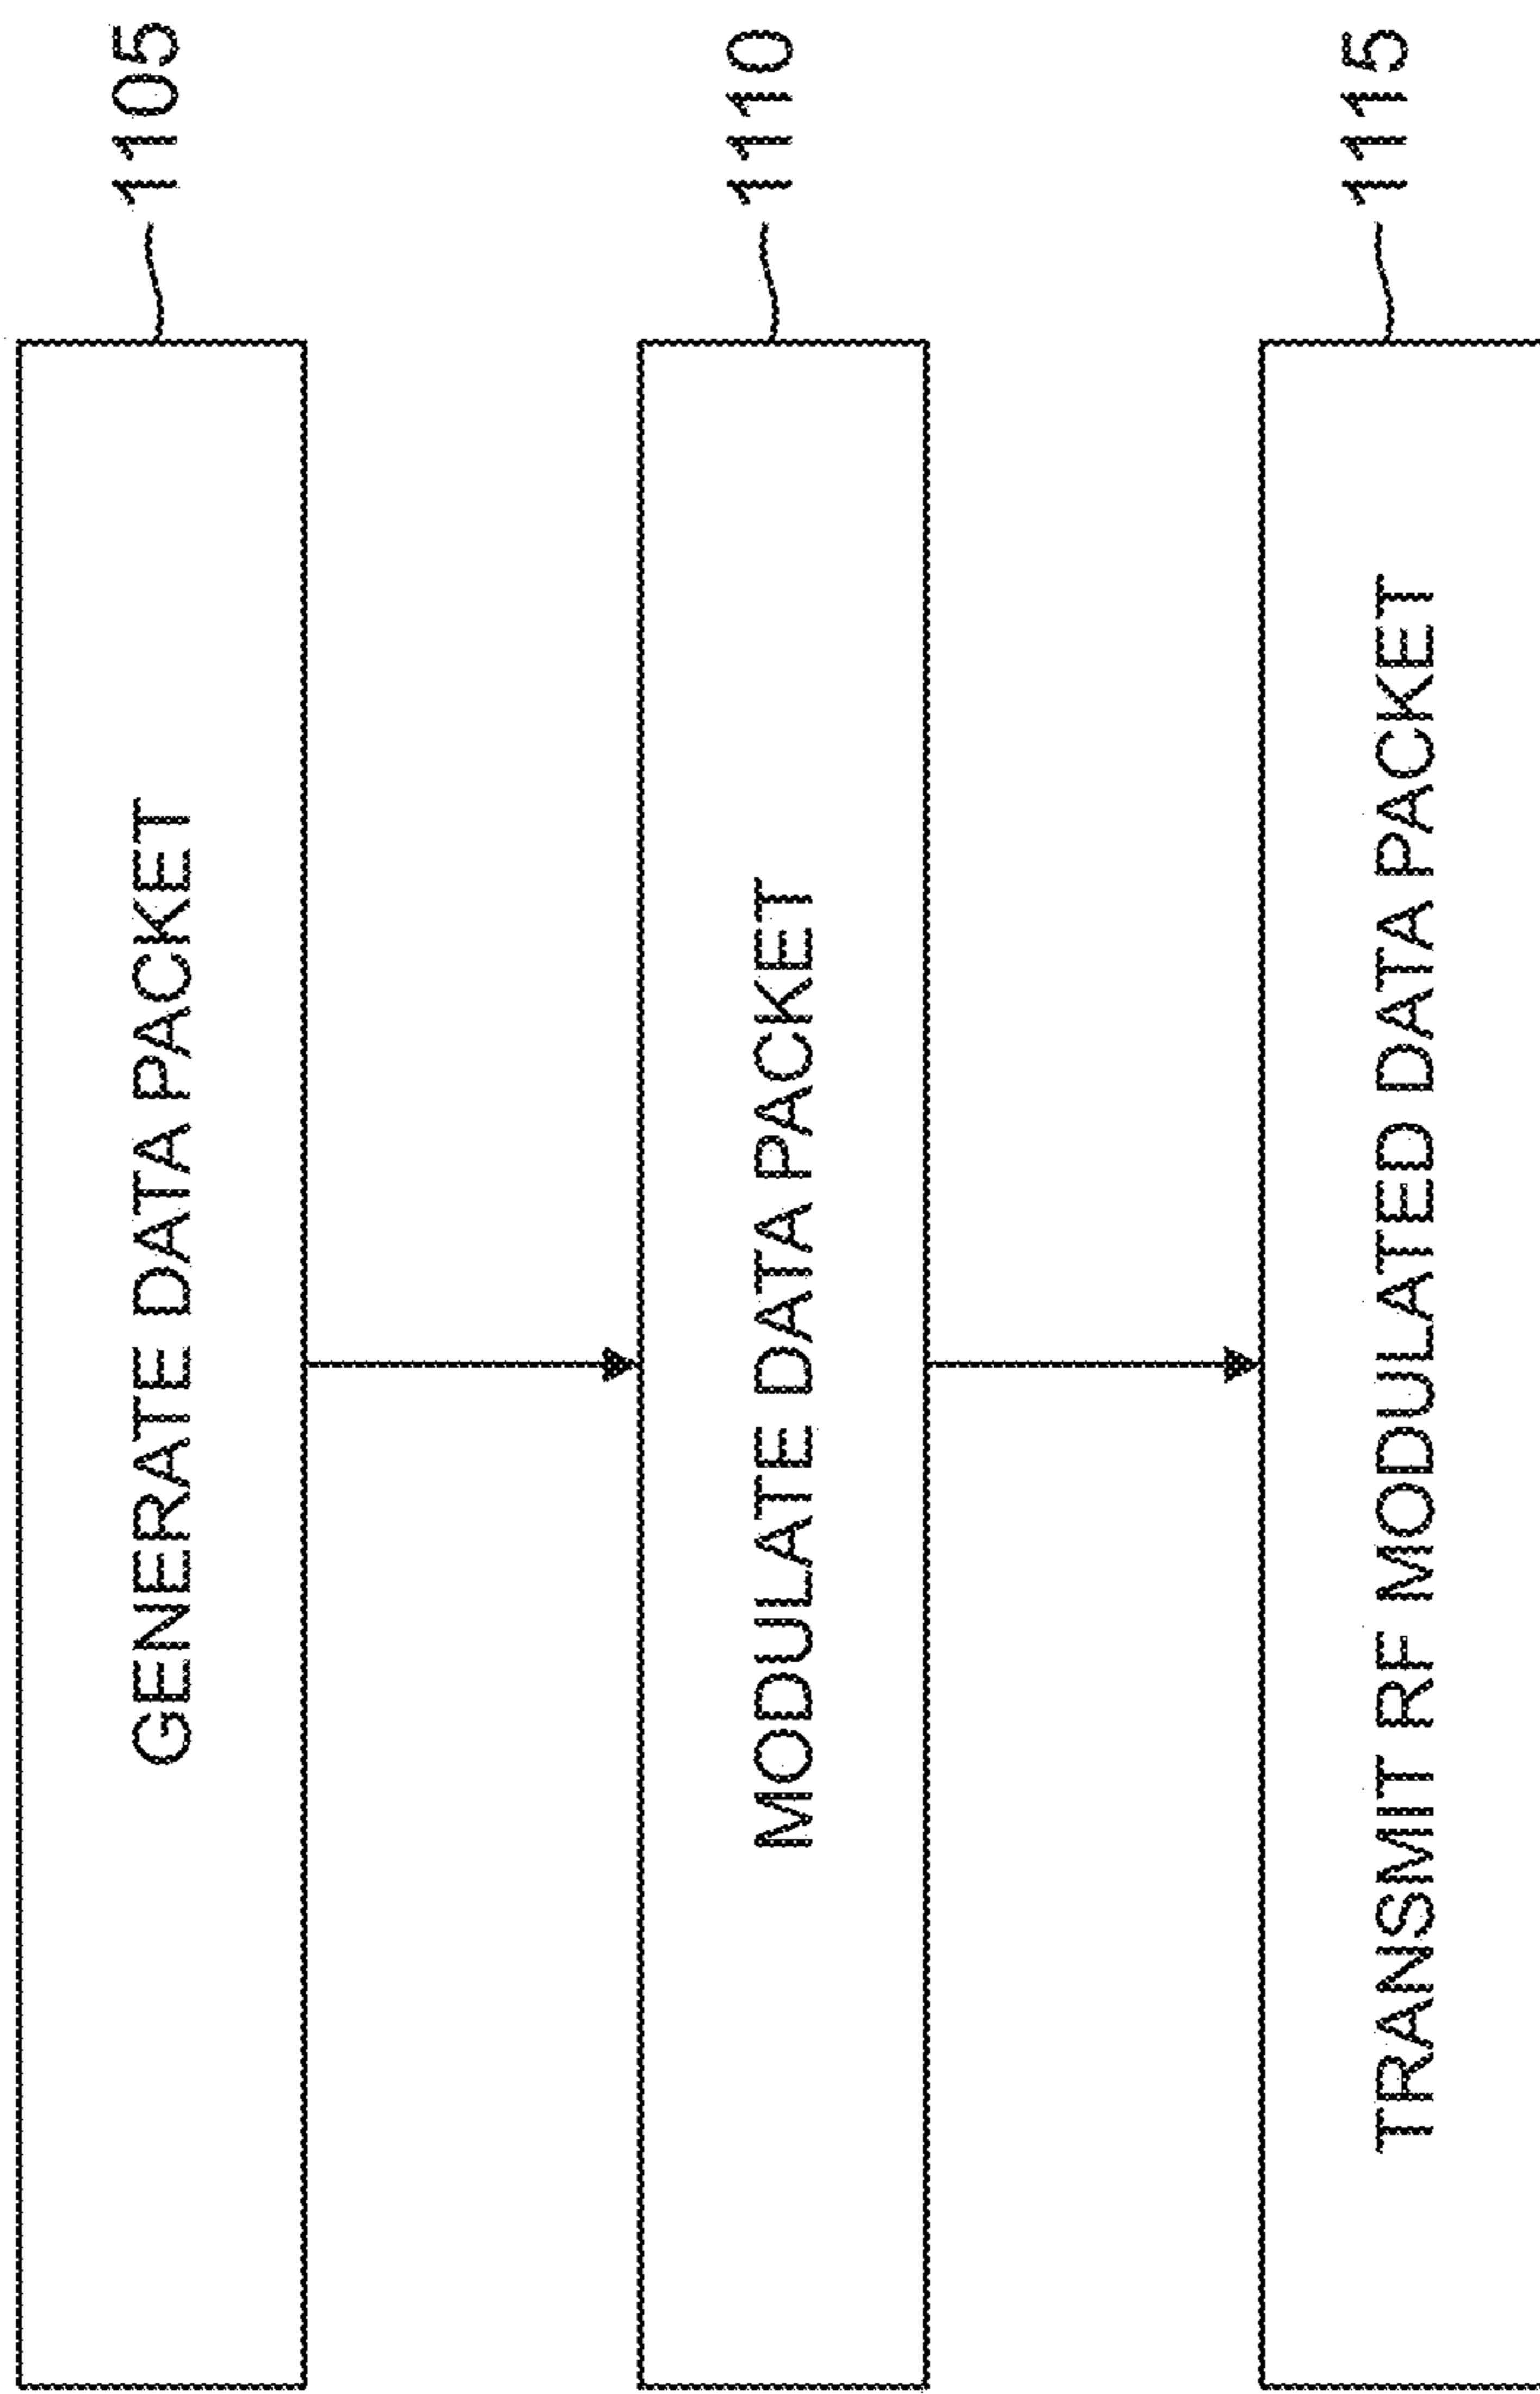 GENERATE DATA PACKET
1105
MODULATE DATA PACKET
1110
TRANSMIT RF MODULATED DATA PACKET
1115